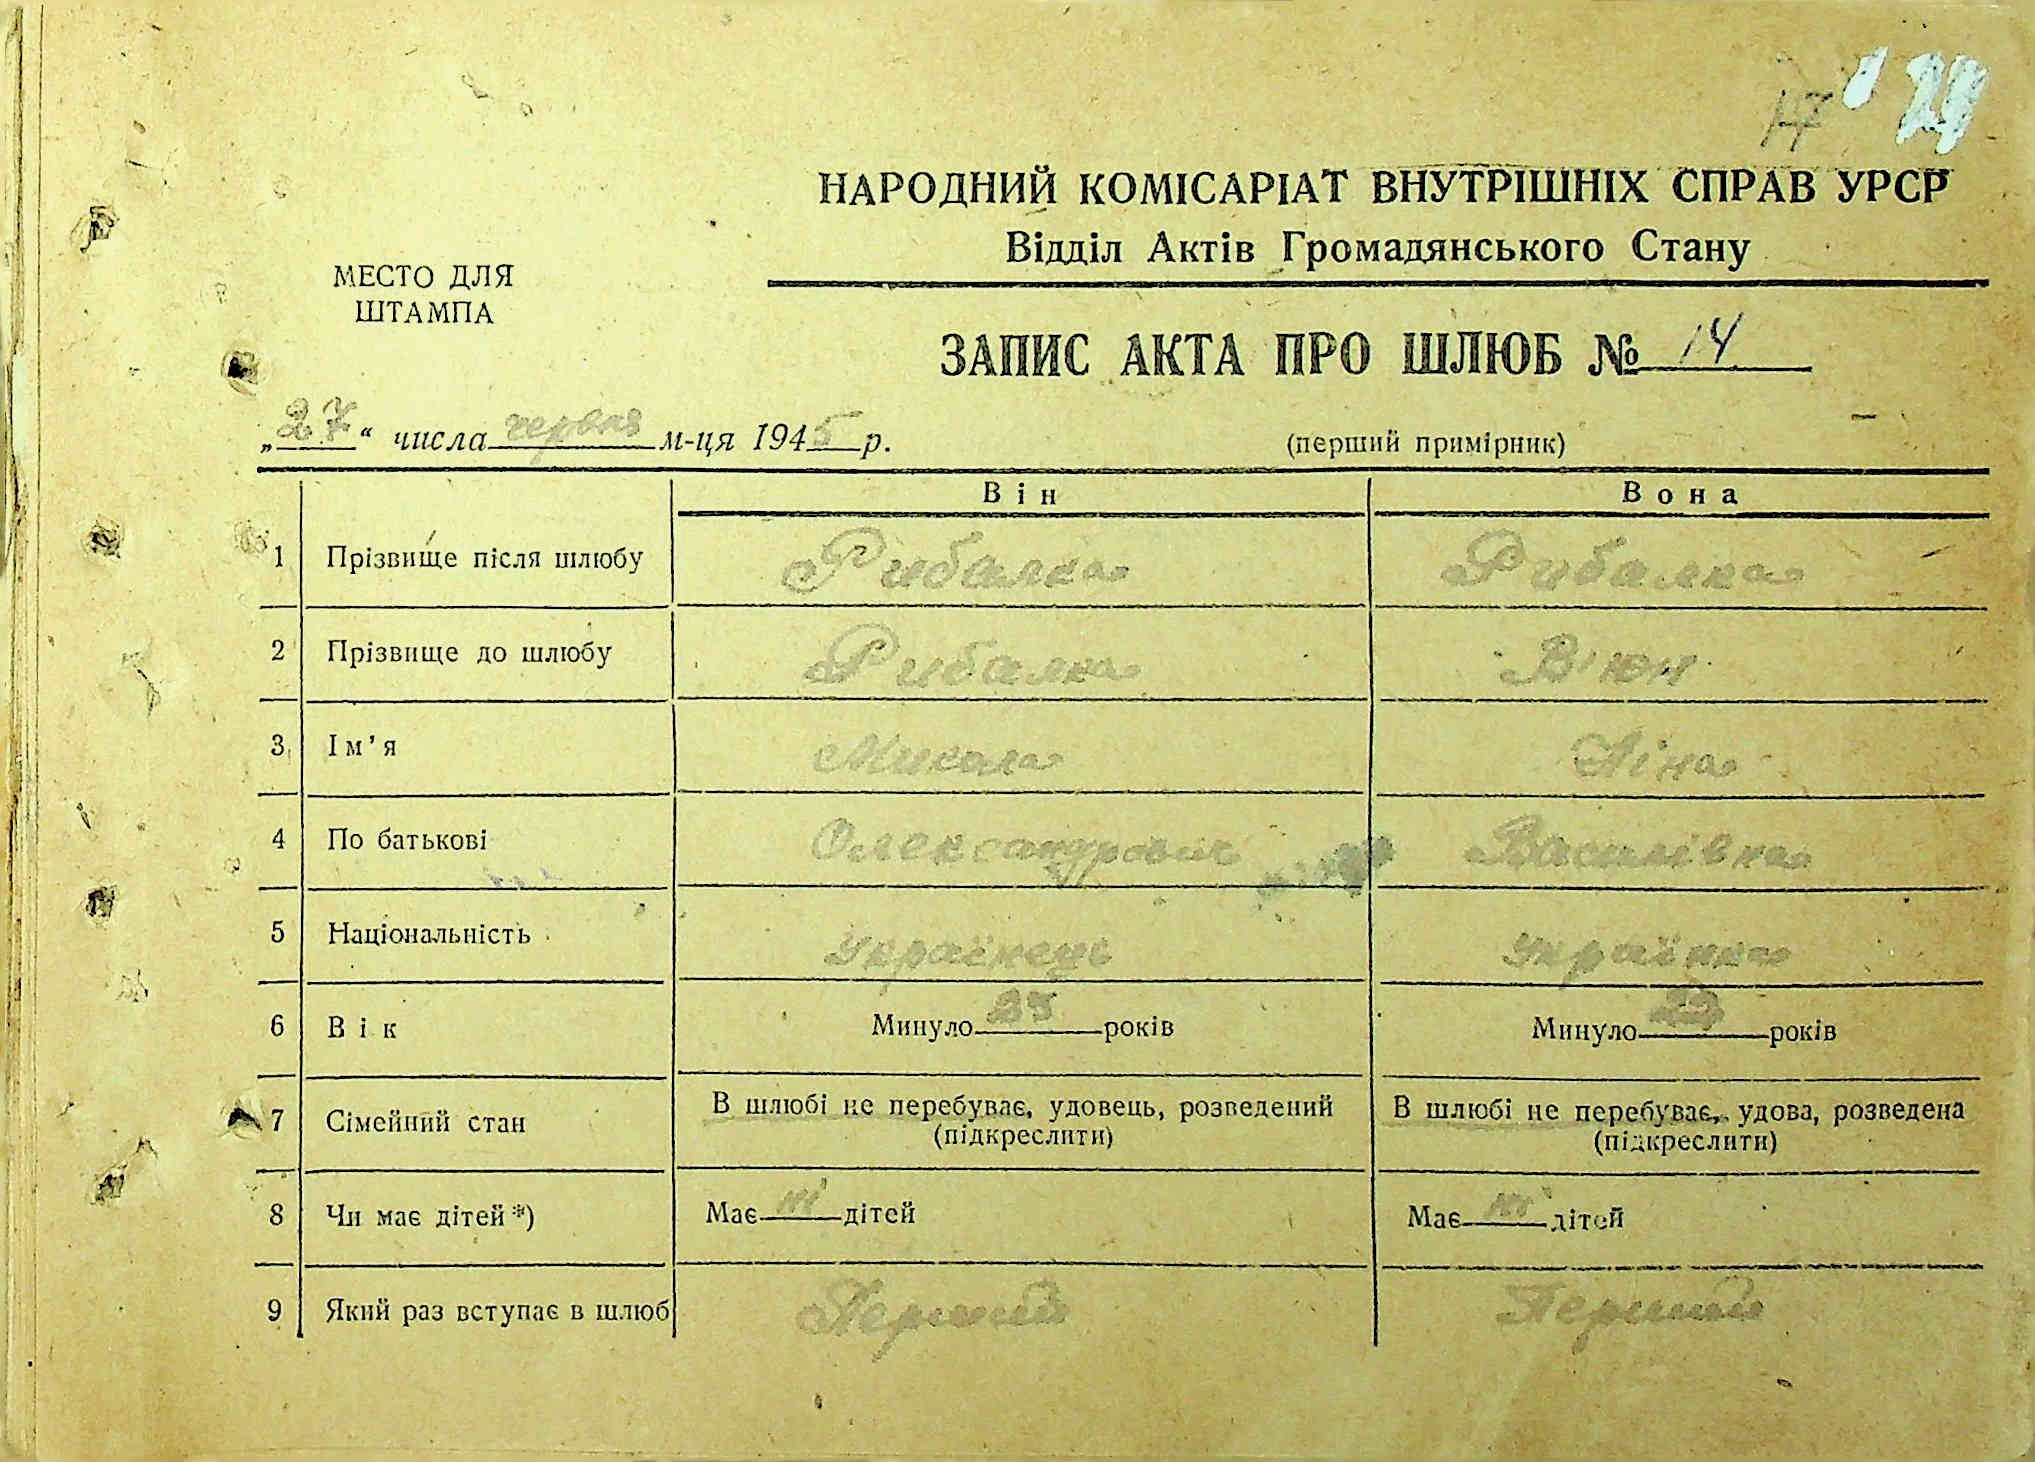 17
НАРОДНИЙ КОМІСАРІАТ ВНУТРІШНІХ СПРАВ УРСР
Відділ Актів Громадянського Стану
МЕСТО ДЛЯ
ШТАМПА
ЗАПИС АКТА ПРО ШЛЮБ № 14
„27“ числа червня м-ця 1945 р.
(перший примірник)
Він Вона
1 Прізвище після шлюбу Рибалка Рибалка
2 Прізвище до шлюбу Рибалка В'юн
3 Ім’я Микола Ліна
4 По батькові Олександрович Василівна
5 Національність українець українка
6 Вік Минуло років Минуло років
7 Сімейний стан В шлюбі не перебуває, удовець, розведений В шлюбі не перебуває, удова, розведена
(підкреслити) (підкреслити)
8 Чи має дітей*) Має ні дітей Має ні дітей
9 Який раз вступає в шлюб Перший Перший